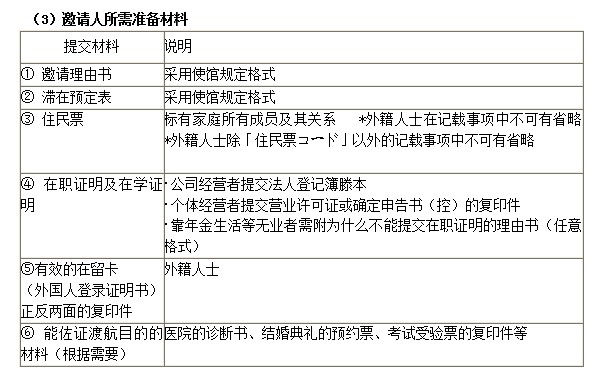 （3）邀请人所需准备材料
提交材料 说明
① 邀请理由书 采用使馆规定格式
② 滞在预定表 采用使馆规定格式
③ 住民票 标有家庭所有成员及其关系 *外籍人士在记载事项中不可有省略
*外籍人士除「住民票コード」以外的记载事项中不可有省略
④ 在职证明及在学证明
·公司经营者提交法人登记簿滕本
·个体经营者提交营业许可证或确定申告书（控）的复印件
·靠年金生活等无业者需附为什么不能提交在职证明的理由书（任意
格式）
⑤有效的在留卡 外籍人士
（外国人登录证明书）
正反两面的复印件
⑥ 能佐证渡航目的的 医院的诊断书、结婚典礼的预约票、考试受验票的复印件等
材料（根据需要）